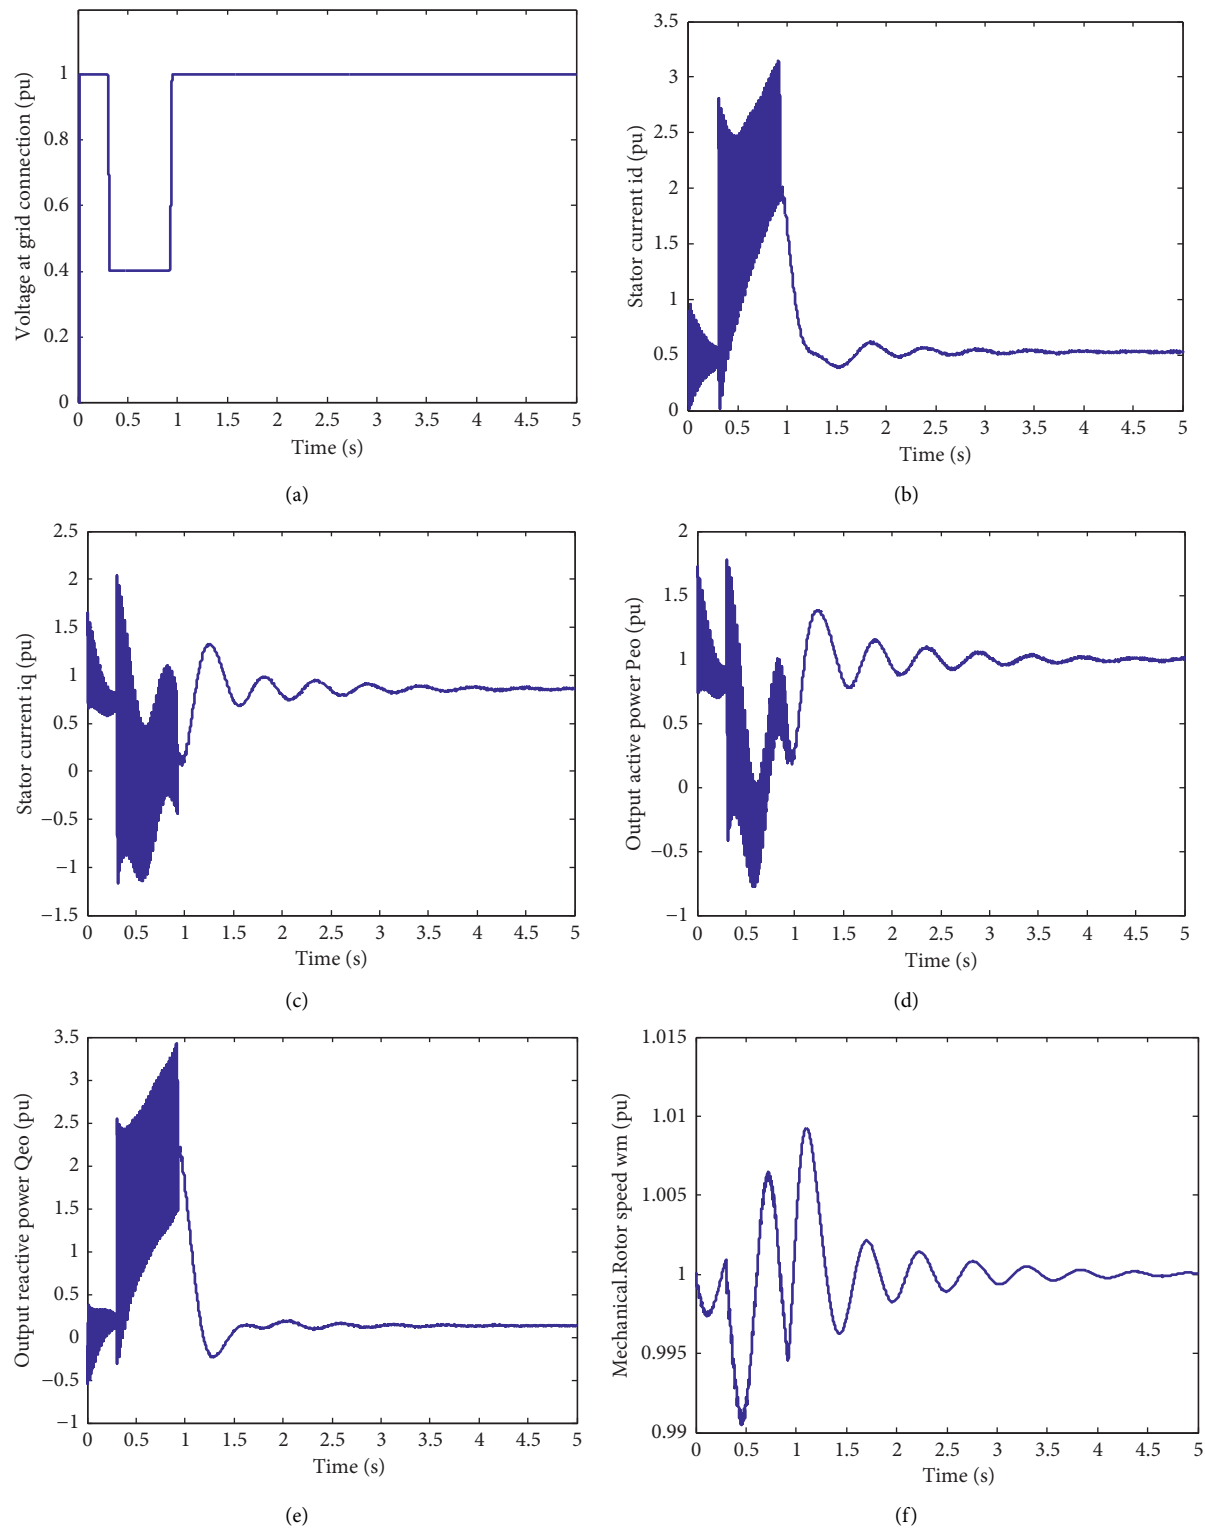 Voltage at grid connection (pu)
1
0.8
0.6
0.4
0.2
0
0.5 1 1.5 2 2.5 3 3.5 4 4.5 5
Time (s)
(a)
Stator current id (pu)
3.5
3
2.5
2
1.5
1
0.5
0
0 0.5 1 1.5 2 2.5 3 3.5 4 4.5 5
Time (s)
(b)
Stator current iq (pu)
2.5
2
1.5
1
0.5
0
−0.5
−1
−1.5
0 0.5 1 1.5 2 2.5 3 3.5 4 4.5 5
Time (s)
(c)
Output active power Peo (pu)
2
1.5
1
0.5
0
−0.5
−1
0 0.5 1 1.5 2 2.5 3 3.5 4 4.5 5
Time (s)
(d)
Output reactive power Qeo (pu)
3.5
3
2.5
2
1.5
1
0.5
0
−0.5
−1
0 0.5 1 1.5 2 2.5 3 3.5 4 4.5 5
Time (s)
(e)
Mechanical.Rotor speed wm (pu)
1.015
1.01
1.005
1
0.995
0.99
0 0.5 1 1.5 2 2.5 3 3.5 4 4.5 5
Time (s)
(f)